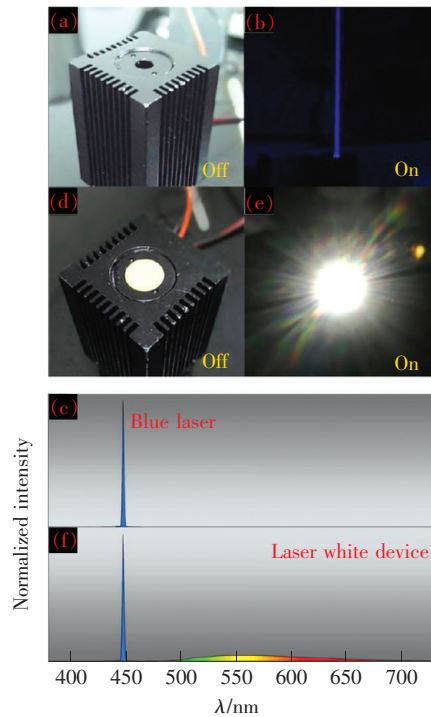 (a)
(b)
Off
On
(d)
(e)
Off
On
(c)
Blue laser
(f)
Laser white device
Normalized intensity
400 450 500 550 600 650 700
λ/nm